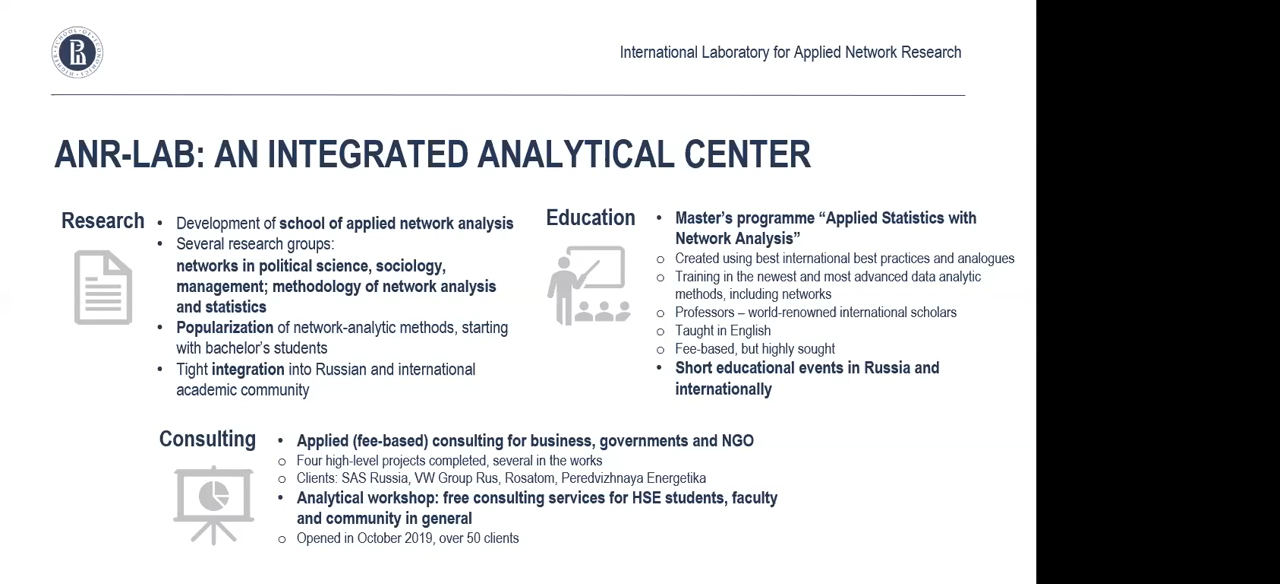 International Laboratory for Applied Network Research
ANR-LAB: AN INTEGRATED ANALYTICAL CENTER
Research
• Development of school of applied network analysis
• Several research groups:
networks in political science, sociology,
management; methodology of network analysis
and statistics
• Popularization of network-analytic methods, starting
with bachelor's students
• Tight integration into Russian and international
academic community
Education
• Master's programme “Applied Statistics with
Network Analysis”
o Created using best international best practices and analogues
o Training in the newest and most advanced data analytic
methods, including networks
o Professors – world-renowned international scholars
o Taught in English
o Fee-based, but highly sought
• Short educational events in Russia and
internationally
Consulting
• Applied (fee-based) consulting for business, governments and NGO
o Four high-level projects completed, several in the works
o Clients: SAS Russia, VW Group Rus, Rosatom, Peredvizhnaya Energetika
• Analytical workshop: free consulting services for HSE students, faculty
and community in general
o Opened in October 2019, over 50 clients